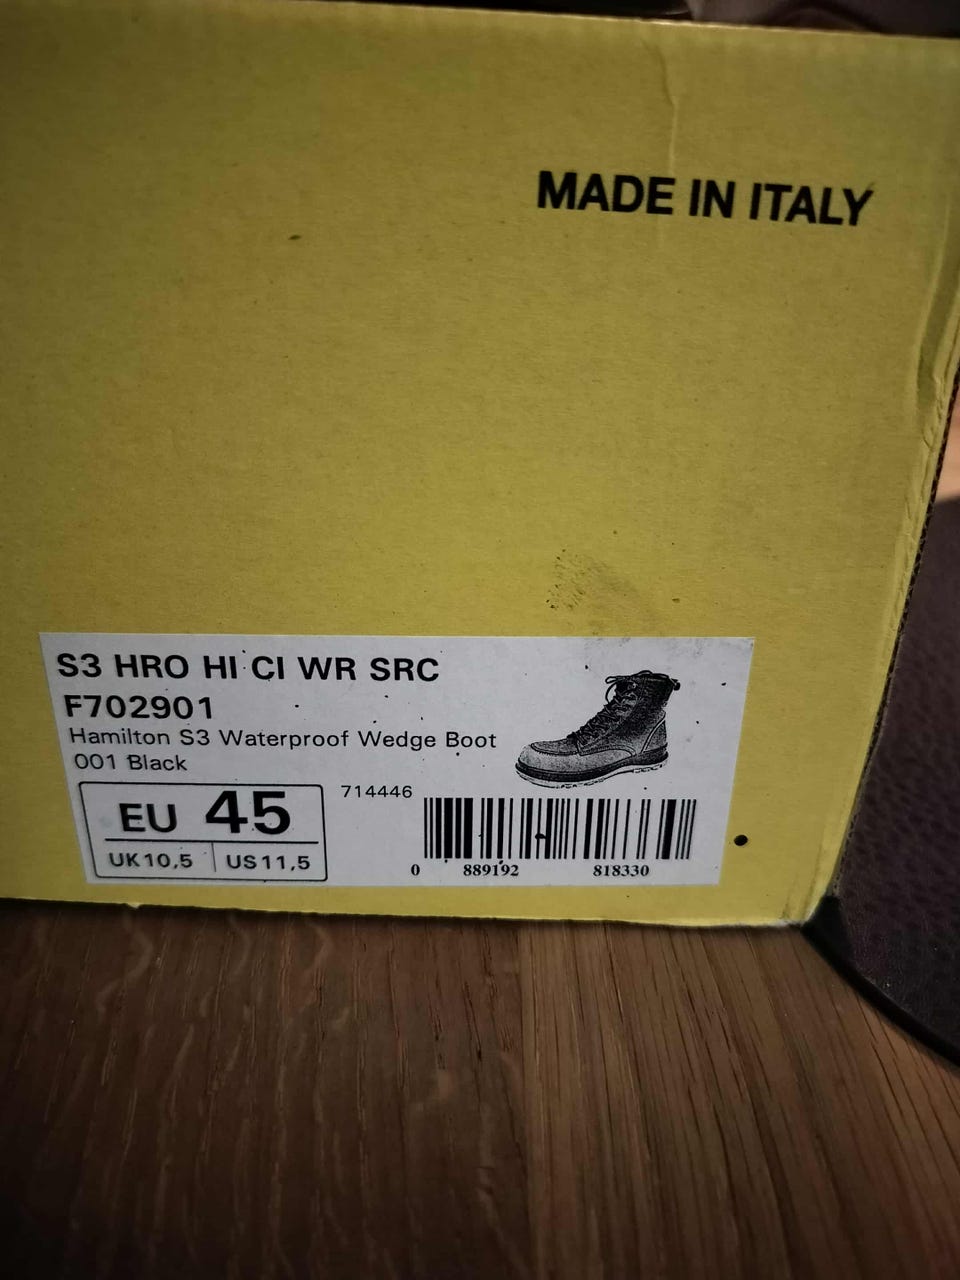 MADE IN ITALY
S3 HRO HI CI WR SRC
F702901
Hamilton S3 Waterproof Wedge Boot
001 Black
EU 45
UK10,5 US11,5
714446
0 889192 818330